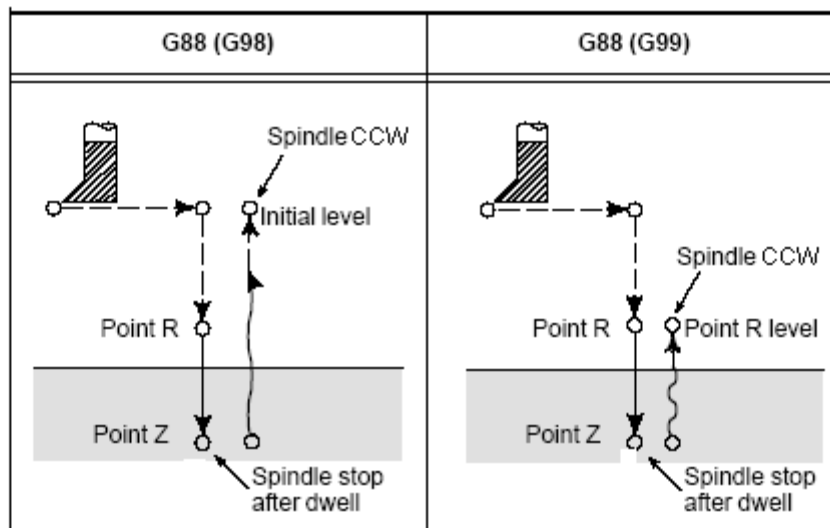 G88 (G98)
G88 (G99)
Spindle CCW
Initial level
Point R
Point Z
Spindle stop
after dwell
Spindle CCW
Point R
Point R level
Point Z
Spindle stop
after dwell